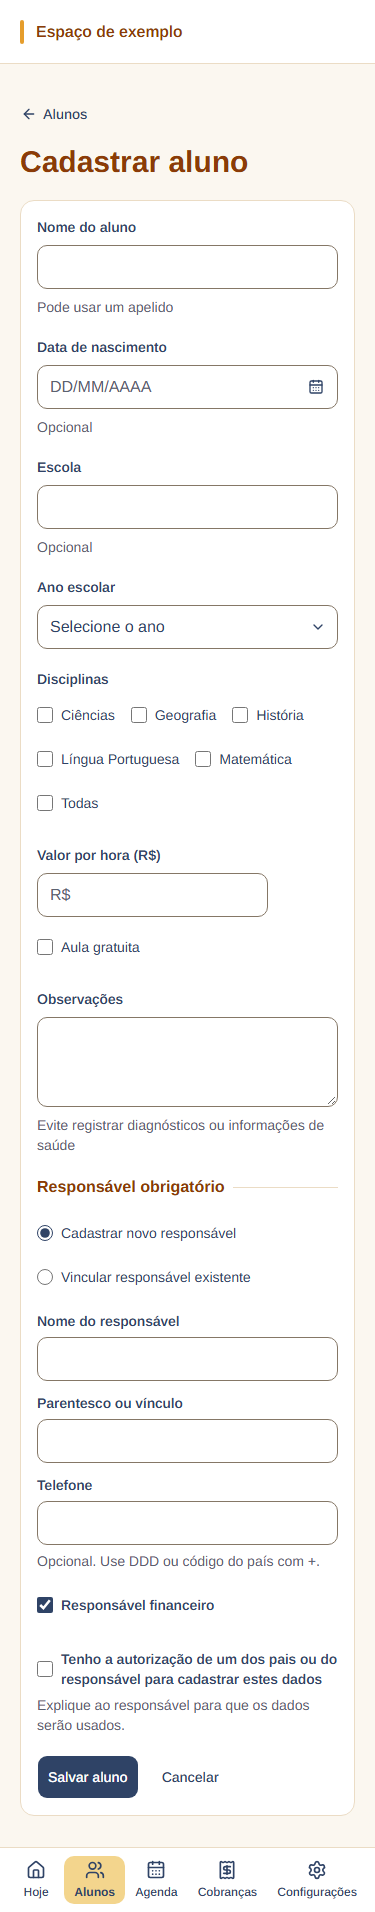 Espaço de exemplo
Alunos
Cadastrar aluno
Nome do aluno
Pode usar um apelido
Data de nascimento
DD/MM/AAAA
Opcional
Escola
Opcional
Ano escolar
Selecione o ano
Disciplinas
Ciências Geografia História
Língua Portuguesa Matemática
Todas
Valor por hora (R$)
R$
Aula gratuita
Observações
Evite registrar diagnósticos ou informações de
saúde
Responsável obrigatório
Cadastrar novo responsável
Vincular responsável existente
Nome do responsável
Parentesco ou vínculo
Telefone
Opcional. Use DDD ou código do país com +.
Responsável financeiro
Tenho a autorização de um dos pais ou do
responsável para cadastrar estes dados
Explique ao responsável para que os dados
serão usados.
Salvar aluno Cancelar
Hoje Alunos Agenda Cobranças Configurações